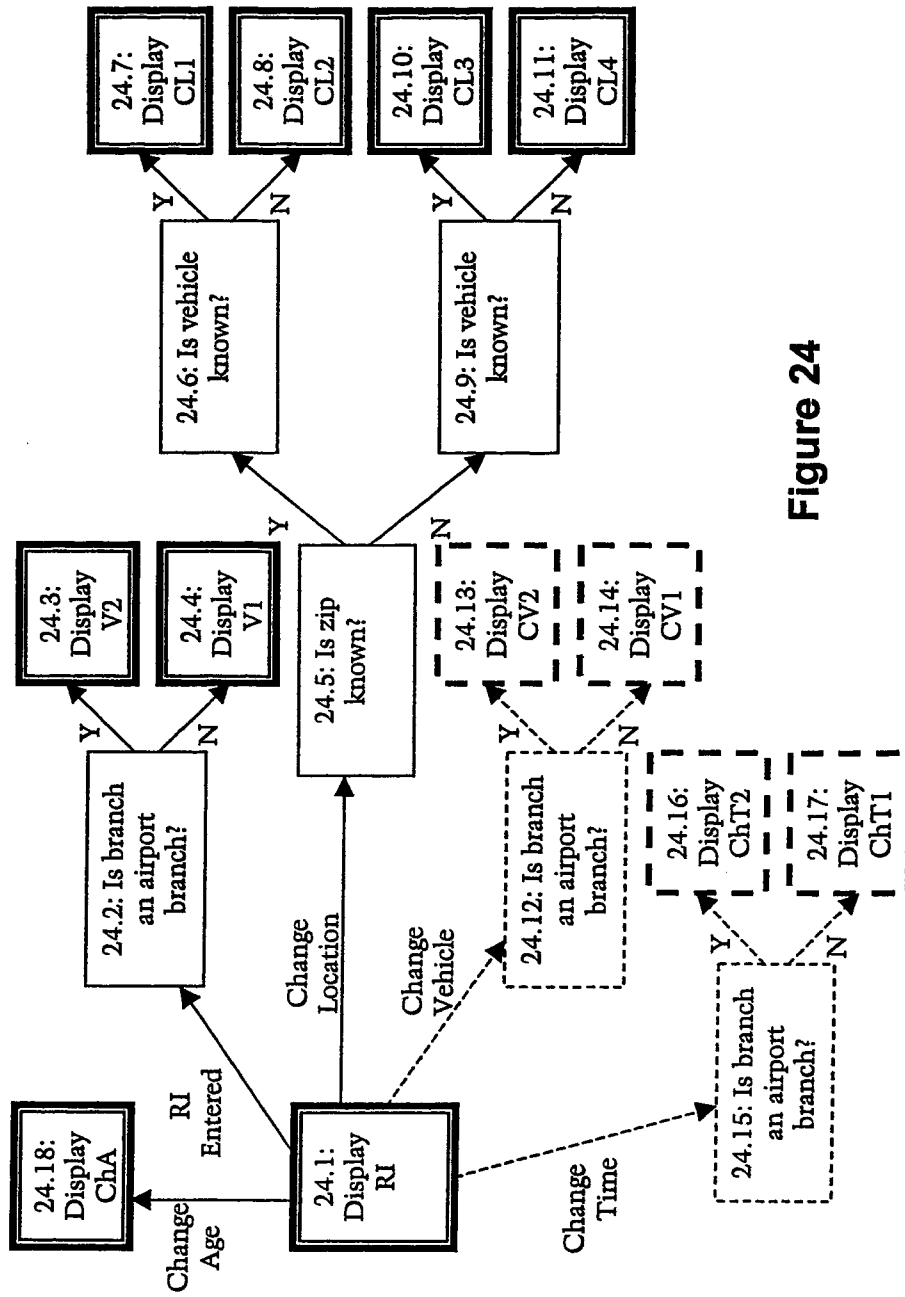 24.18:
Display
ChA
Change
Age
RI
Entered
24.1:
Display
RI
24.2: Is branch
an airport
branch?
Y
N
24.3:
Display
V2
24.4:
Display
V1
Change
Location
24.5: Is zip
known?
Y
N
24.6: Is vehicle
known?
Y
N
24.7:
Display
CL1
24.8:
Display
CL2
24.9: Is vehicle
known?
Y
N
24.10:
Display
CL3
24.11:
Display
CL4
Change
Vehicle
24.12: Is branch
an airport
branch?
Y
N
24.13:
Display
CV2
24.14:
Display
CV1
Change
Time
24.15: Is branch
an airport
branch?
Y
N
24.16:
Display
ChT2
24.17:
Display
ChT1
Figure 24